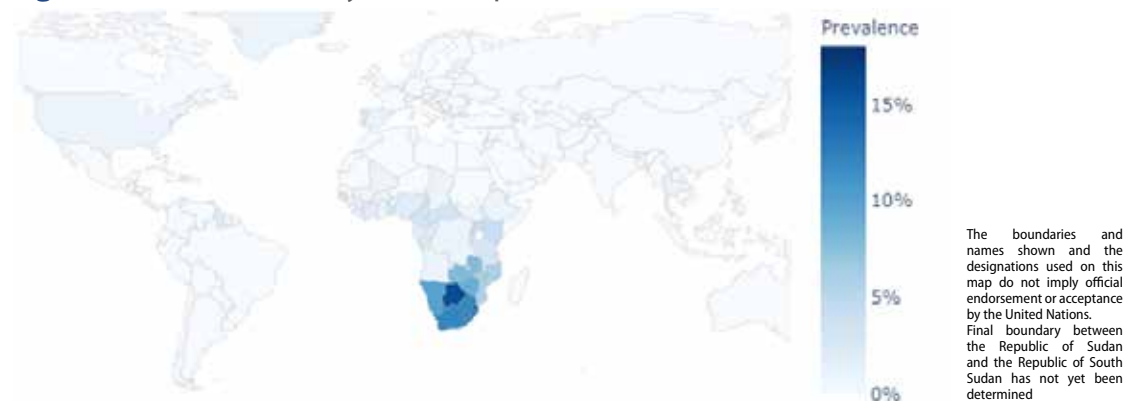 Prevalence
15%
10%
5%
0%
The boundaries and
names shown and the
designations used on this
map do not imply official
endorsement or acceptance
by the United Nations.
Final boundary between
the Republic of Sudan
and the Republic of South
Sudan has not yet been
determined